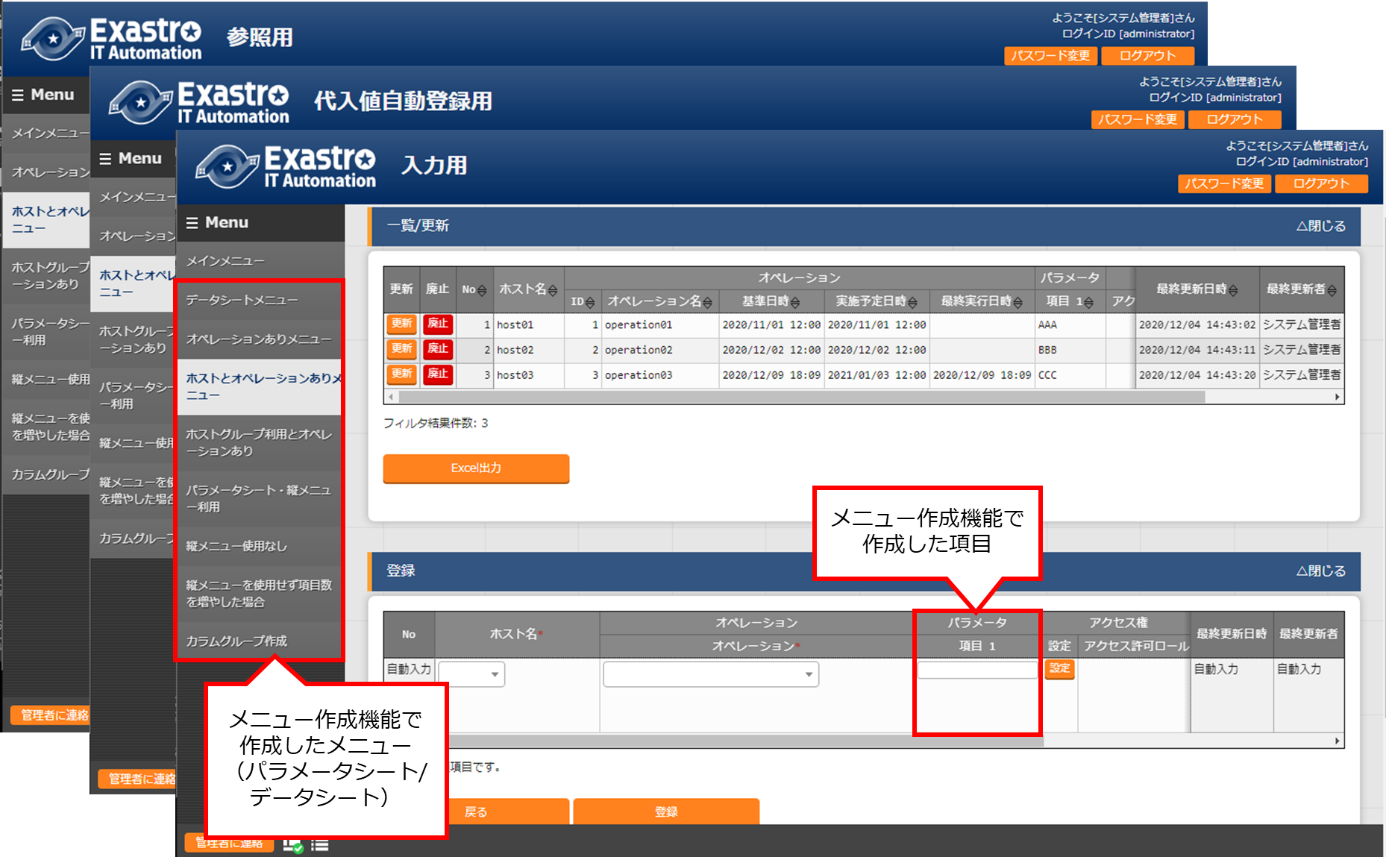 Exastro
IT Automation
参照用
ようこそ[システム管理者]さん
ログインID [administrator]
パスワード変更
ログアウト
Menu
メインメニュー
オペレーション
ホストとオペレ
ニュー
ホストグループ
ーションあり
パラメータシー
ー利用
縦メニュー使用
縦メニューを使
を増やした場合
カラムグループ
管理者に連絡
Exastro
IT Automation
代入値自動登録用
ようこそ[システム管理者]さん
ログインID [administrator]
パスワード変更
ログアウト
Menu
メインメニュー
オペレーション
ホストとオペレ
ニュー
ホストグループ
ーションあり
パラメータシー
ー利用
縦メニュー使用
縦メニューを使
を増やした場合
カラムグループ
管理者に連絡
Exastro
IT Automation
入力用
ようこそ[システム管理者]さん
ログインID [administrator]
パスワード変更
ログアウト
Menu
メインメニュー
データシートメニュー
オペレーションありメニュー
ホストとオペレーションありメ
ニュー
ホストグループ利用とオペレ
ーションあり
パラメータシート・縦メニュ
ー利用
縦メニュー使用なし
縦メニューを使用せず項目数
を増やした場合
カラムグループ作成
メニュー作成機能で
作成したメニュー
（パラメータシート/
データシート）
管理者に連絡
一覧/更新
△閉じる
更新 廃止 No ホスト名 オペレーション パラメータ 最終更新日時 最終更新者
ID オペレーション名 基準日時 実施予定日時 最終実行日時 項目 1 アク
更新 廃止 1 host01 1 operation01 2020/11/01 12:00 2020/11/01 12:00 AAA 2020/12/04 14:43:02 システム管理者
更新 廃止 2 host02 2 operation02 2020/12/02 12:00 2020/12/02 12:00 BBB 2020/12/04 14:43:11 システム管理者
更新 廃止 3 host03 3 operation03 2020/12/09 18:09 2021/01/03 12:00 2020/12/09 18:09 CCC 2020/12/04 14:43:20 システム管理者
フィルタ結果件数: 3
Excel出力
メニュー作成機能で
作成した項目
登録
△閉じる
No ホスト名* オペレーション パラメータ アクセス権 最終更新日時 最終更新者
オペレーション* 項目 1 設定 アクセス許可ロール
自動入力 設定 自動入力 自動入力
項目です。
戻る
登録